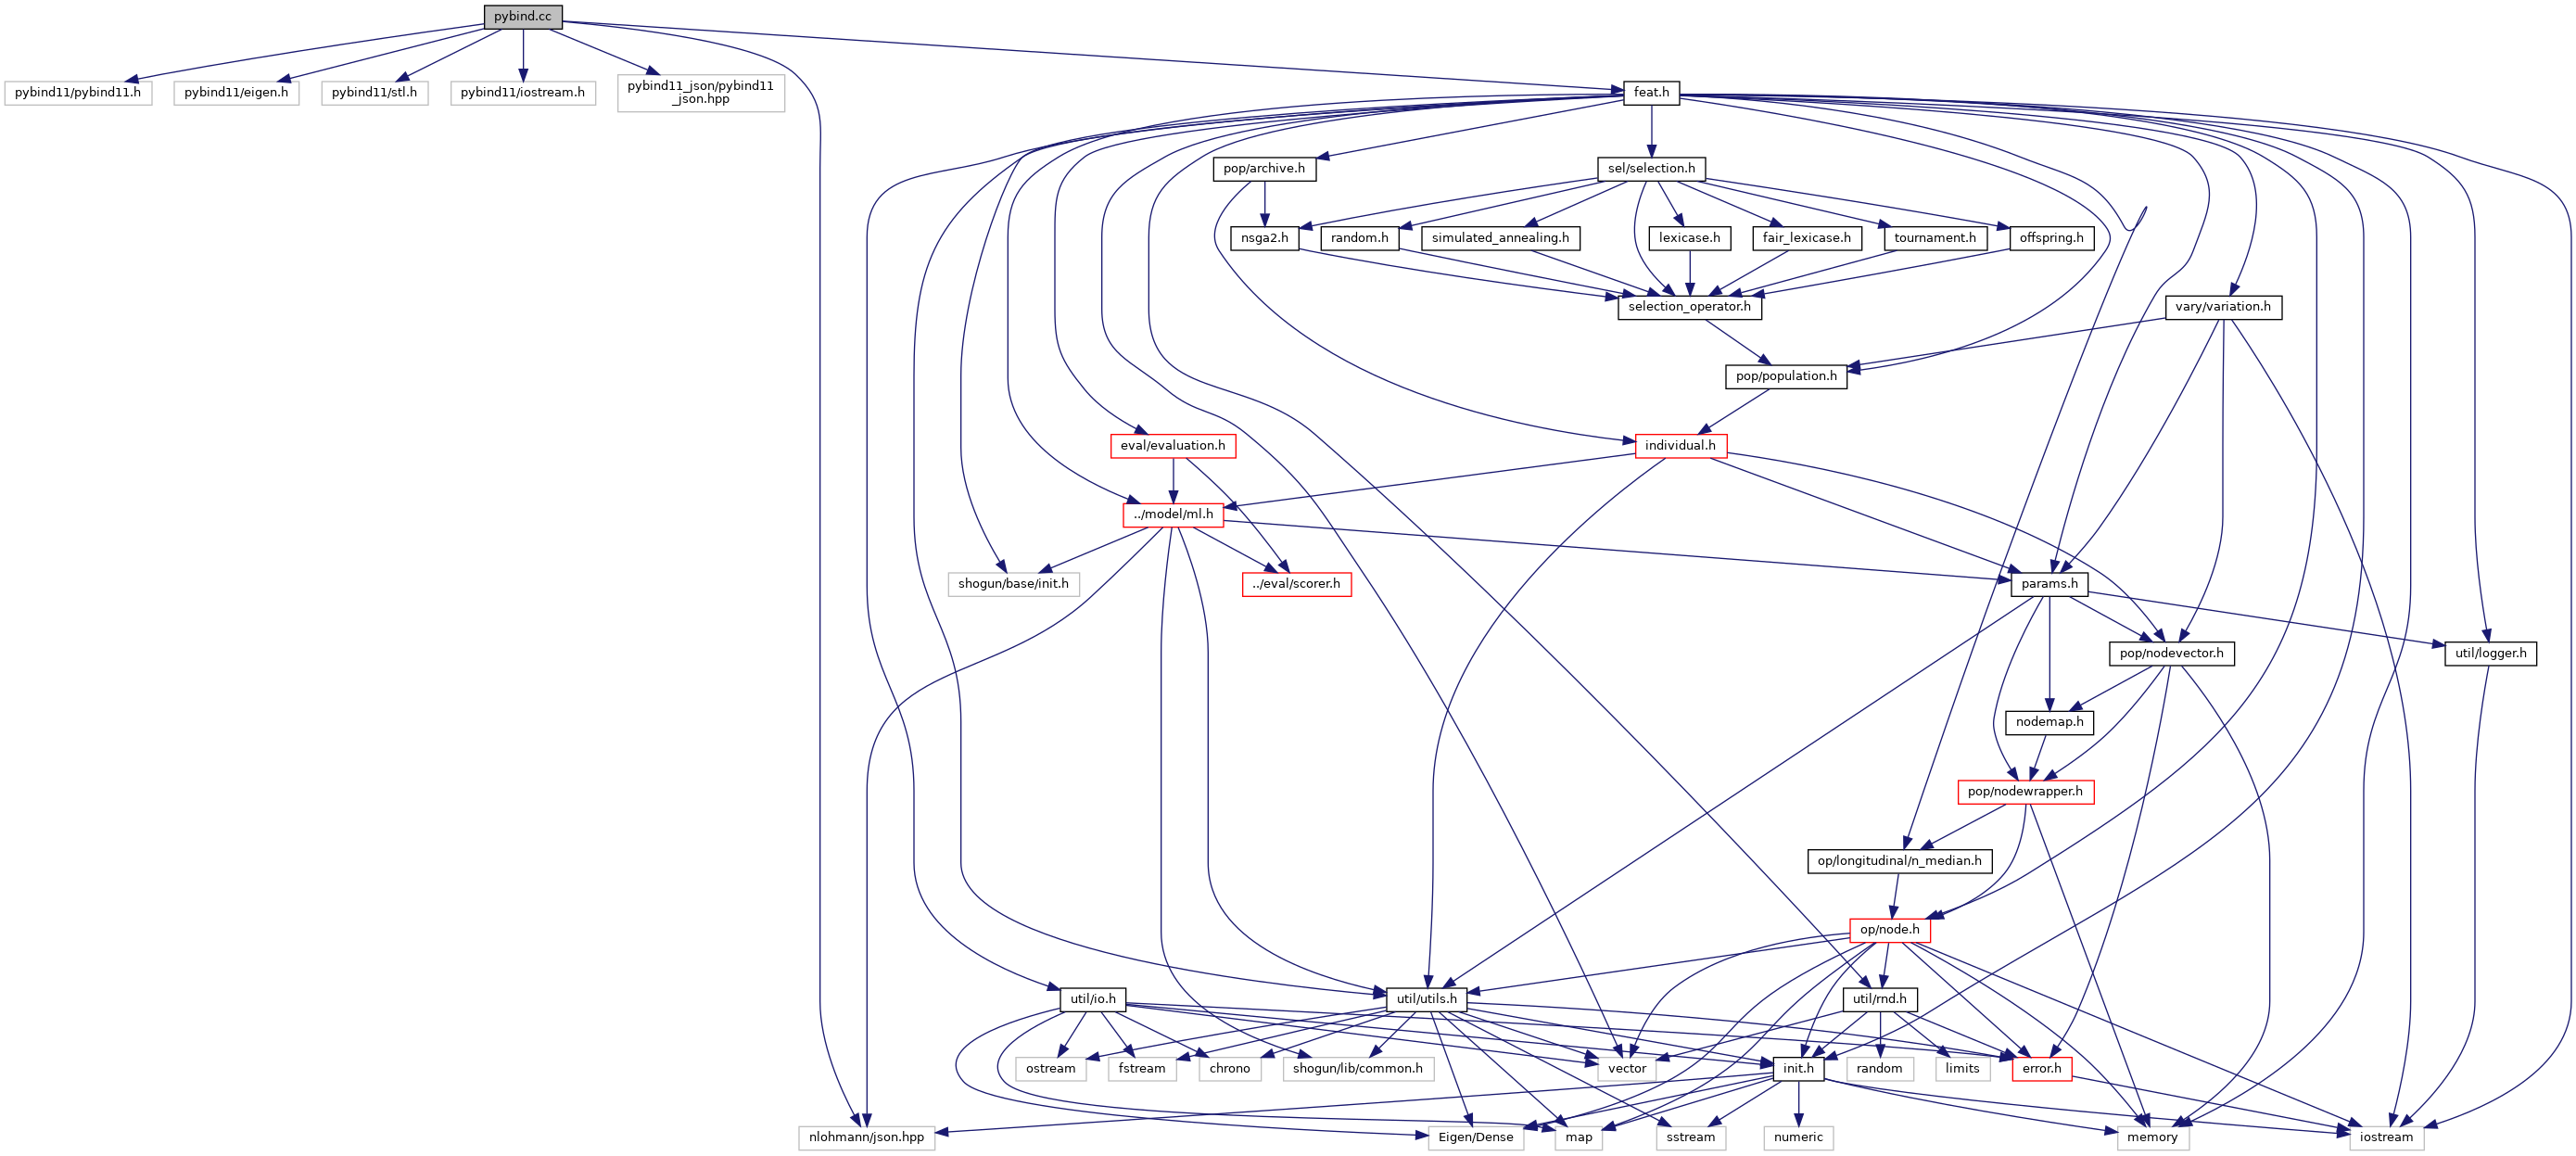 pybind.cc
pybind11/pybind11.h
pybind11/eigen.h
pybind11/stl.h
pybind11/iostream.h
pybind11_json/pybind11
_json.hpp
feat.h
pop/archive.h
sel/selection.h
nsga2.h
random.h
simulated_annealing.h
lexicase.h
fair_lexicase.h
tournament.h
offspring.h
selection_operator.h
vary/variation.h
pop/population.h
eval/evaluation.h
individual.h
../model/ml.h
shogun/base/init.h
../eval/scorer.h
params.h
pop/nodevector.h
util/logger.h
nodemap.h
pop/nodewrapper.h
op/longitudinal/n_median.h
op/node.h
util/io.h
util/utils.h
util/rnd.h
ostream
fstream
chrono
shogun/lib/common.h
vector
init.h
random
limits
error.h
nlohmann/json.hpp
Eigen/Dense
map
sstream
numeric
memory
iostream